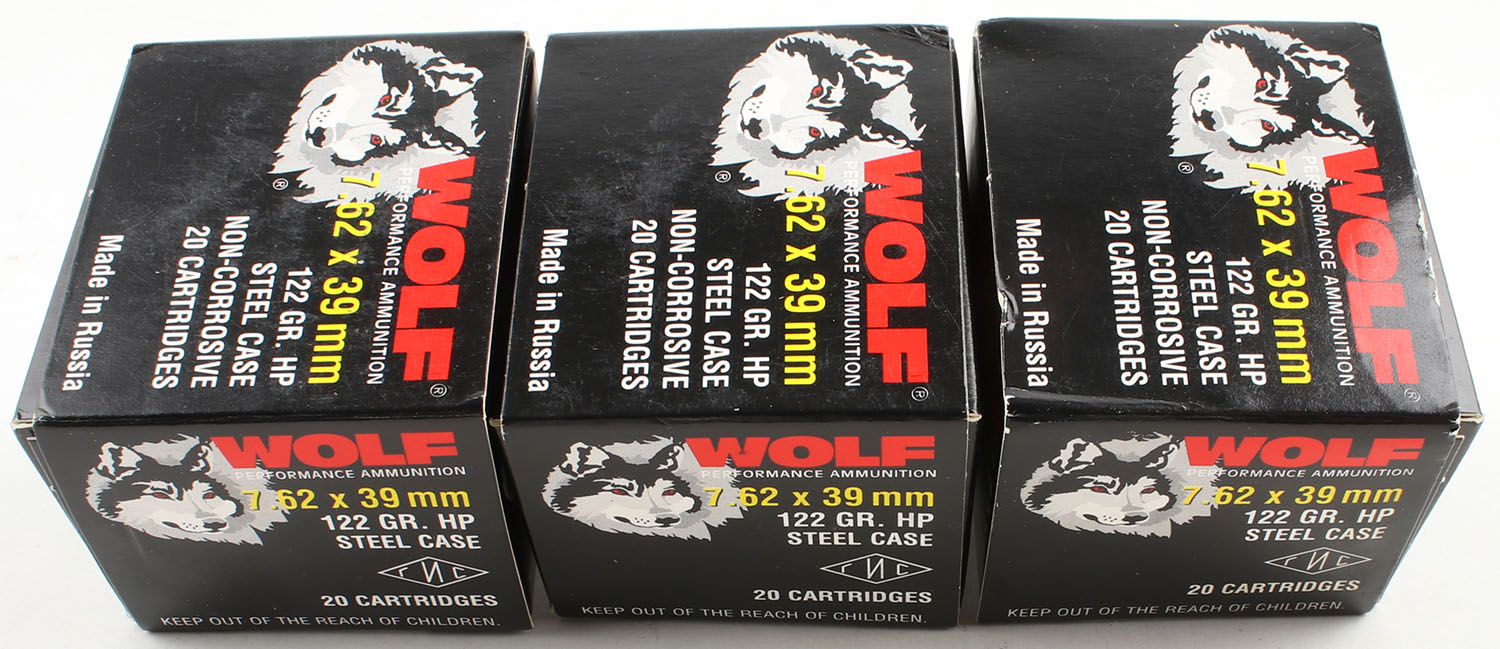 WOLF®
PERFORMANCE AMMUNITION
7.62 x 39 mm
122 GR. HP
STEEL CASE
NON-CORROSIVE
20 CARTRIDGES
®
Made in Russia
WOLF®
PERFORMANCE AMMUNITION
7.62 x 39 mm
122 GR. HP
STEEL CASE
NON-CORROSIVE
20 CARTRIDGES
®
Made in Russia
WOLF®
PERFORMANCE AMMUNITION
7.62 x 39 mm
122 GR. HP
STEEL CASE
NON-CORROSIVE
20 CARTRIDGES
®
Made in Russia
WOLF
PERFORMANCE AMMUNITION
7.62 x 39 mm
122 GR. HP
STEEL CASE
ГИС
20 CARTRIDGES
KEEP OUT OF THE REACH OF CHILDREN.
WOLF
PERFORMANCE AMMUNITION
7.62 x 39 mm
122 GR. HP
STEEL CASE
ГИС
20 CARTRIDGES
KEEP OUT OF THE REACH OF CHILDREN.
WOLF
PERFORMANCE AMMUNITION
7.62 x 39 mm
122 GR. HP
STEEL CASE
ГИС
20 CARTRIDGES
KEEP OUT OF THE REACH OF CHILDREN.